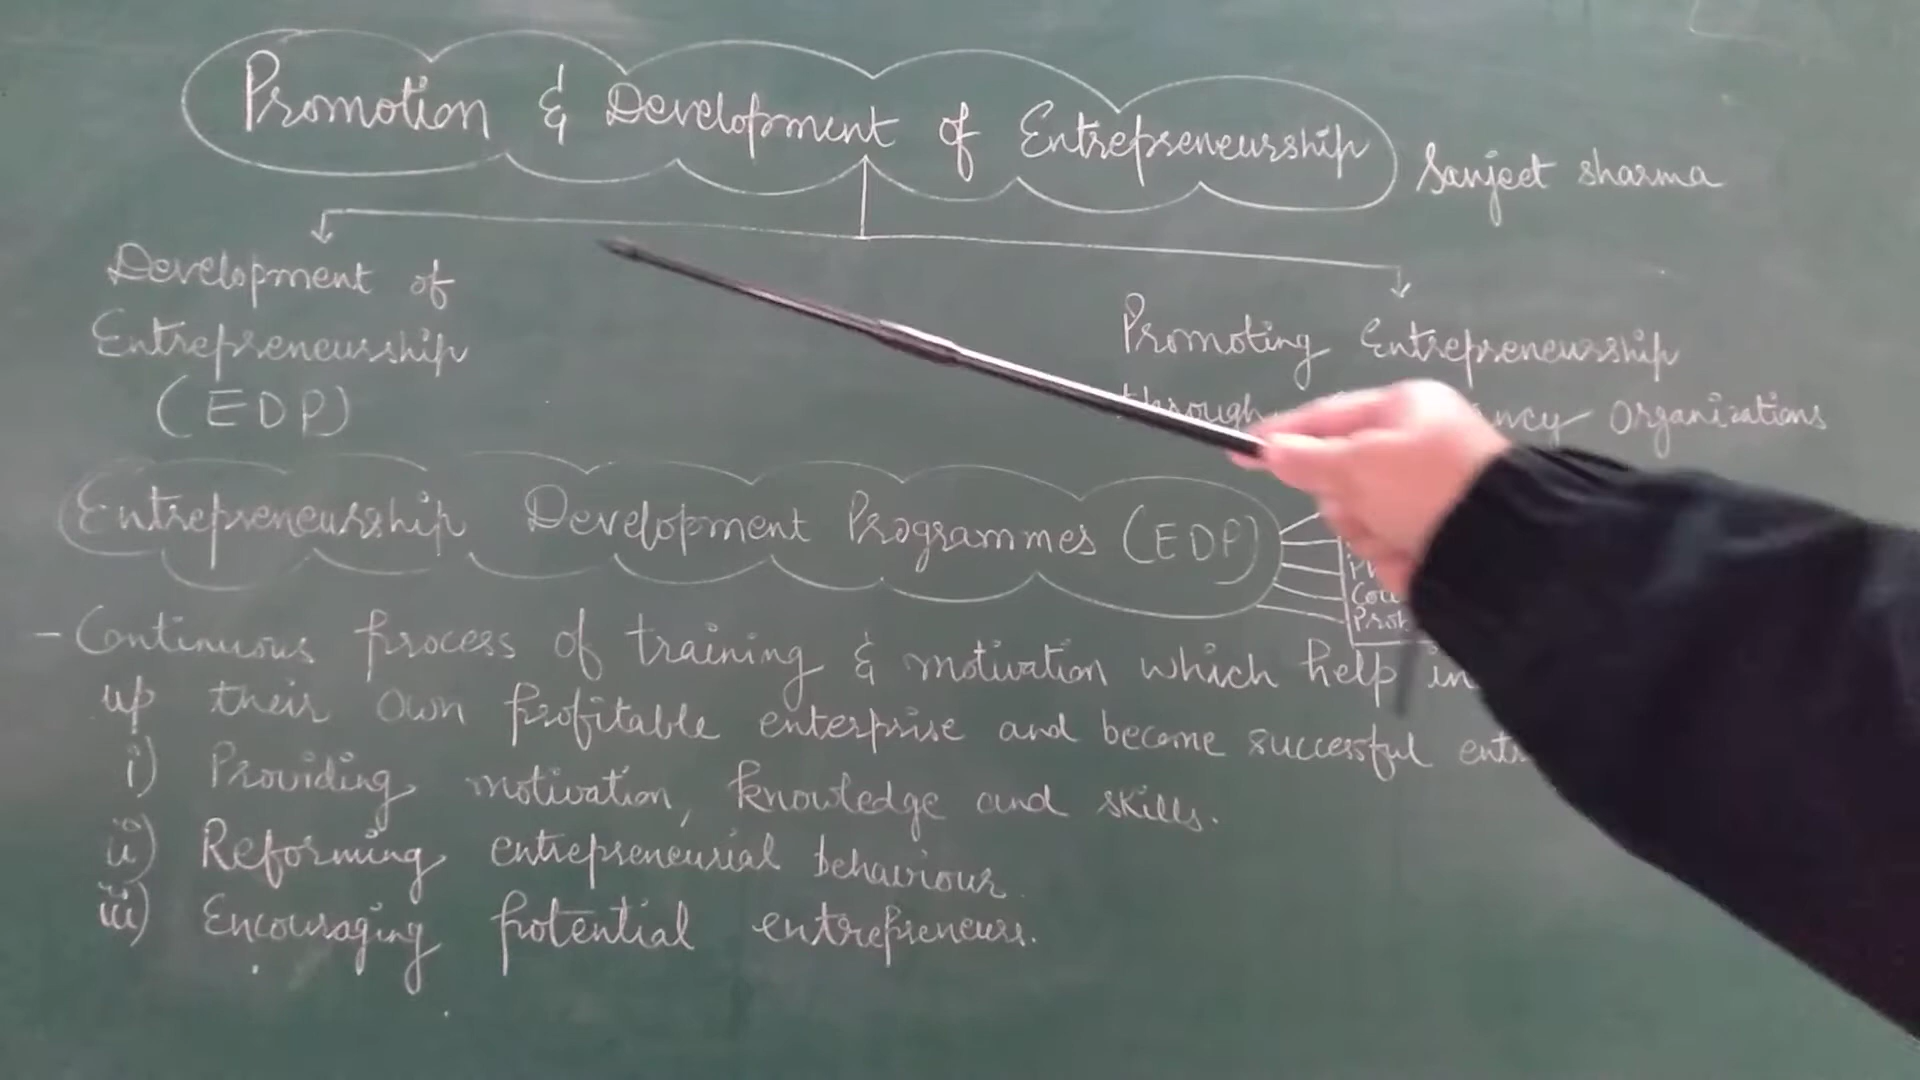 Promotion & Development of Entrepreneurship
Sanjeet sharma
Development of
Entrepreneurship
(EDP)
Promoting Entrepreneurship
through organizations
Entrepreneurship Development Programmes (EDP)
- Continuous process of training & motivation which help in
up their own profitable enterprise and become successful
i) Providing motivation, knowledge and skills.
ii) Reforming entrepreneurial behaviour.
iii) Encouraging potential entrepreneurs.